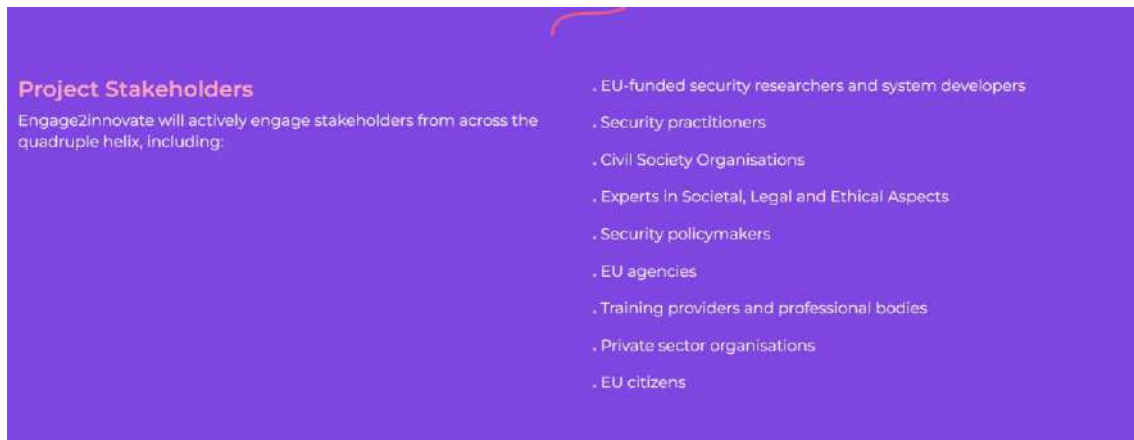 Project Stakeholders
Engage2innovate will actively engage stakeholders from across the
quadruple helix, including:
. EU-funded security researchers and system developers
. Security practitioners
. Civil Society Organisations
. Experts in Societal, Legal and Ethical Aspects
. Security policymakers
. EU agencies
. Training providers and professional bodies
. Private sector organisations
. EU citizens